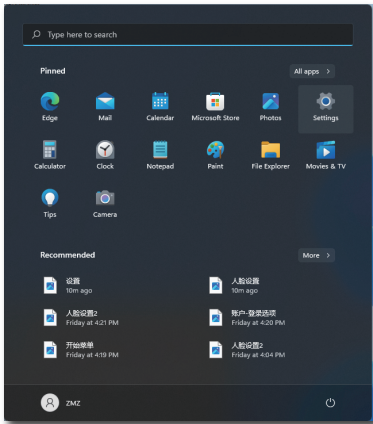 Type here to search
Pinned
All apps >
Edge
Mail
Calendar
Microsoft Store
Photos
Settings
Calculator
Clock
Notepad
Paint
File Explorer
Movies & TV
Tips
Camera
Recommended
More >
设置
10m ago
人脸设置
10m ago
人脸设置2
Friday at 4:21 PM
账户-登录选项
Friday at 4:20 PM
开始菜单
Friday at 4:19 PM
人脸设置2
Friday at 4:04 PM
ZMZ